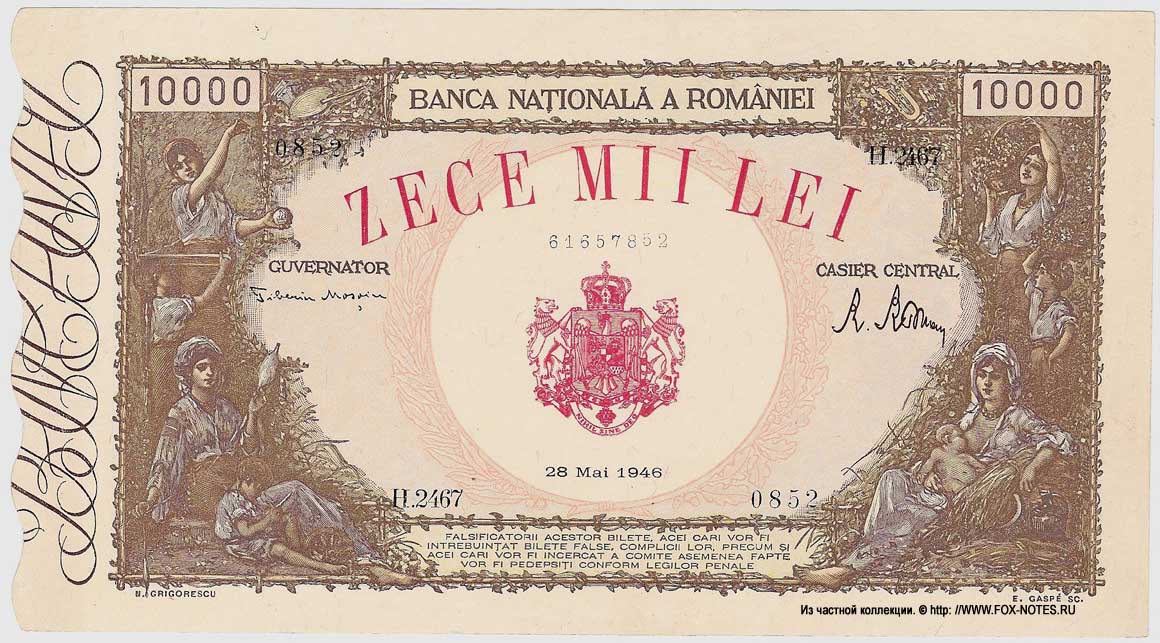 10000
BANCA NAȚIONALĂ A ROMÂNIEI
10000
0852
H.2467
ZECE MII LEI
61657852
GUVERNATOR
CASIER CENTRAL
NIHIL SINE DEO
28 Mai 1946
H.2467
0852
FALSIFICATORII ACESTOR BILETE, ACEI CARI VOR FI
INTREBUINȚAT BILETE FALSE, COMPLICII LOR, PRECUM ȘI
ACEI CARI VOR FI INCERCAT A COMITE ASEMENEA FAPTE
VOR FI PEDEPSIȚI CONFORM LEGILOR PENALE
N. GRIGORESCU
E. GASPÉ SC.
Из частной коллекции. © http: //WWW.FOX-NOTES.RU